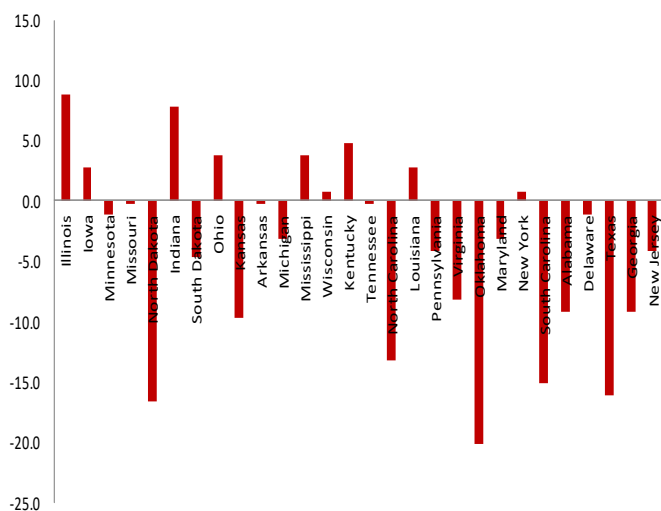 15.0
10.0
5.0
0.0
-5.0
-10.0
-15.0
-20.0
-25.0
Illinois
Iowa
Minnesota
Missouri
North Dakota
Indiana
South Dakota
Ohio
Kansas
Arkansas
Michigan
Mississippi
Wisconsin
Kentucky
Tennessee
North Carolina
Louisiana
Pennsylvania
Virginia
Oklahoma
Maryland
New York
South Carolina
Alabama
Delaware
Texas
Georgia
New Jersey